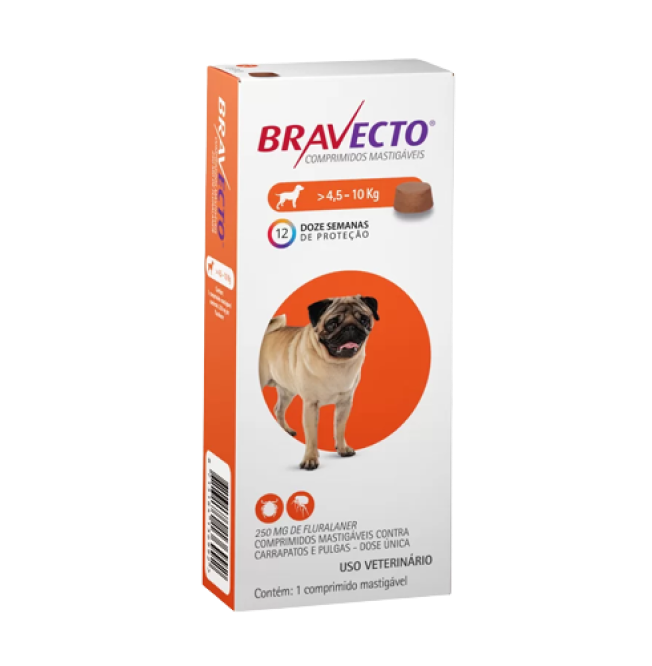 BRAVECTO®
COMPRIMIDOS MASTIGÁVEIS
> 4,5 - 10 Kg
12
DOZE SEMANAS
DE PROTEÇÃO
250 MG DE FLURALANER
COMPRIMIDOS MASTIGÁVEIS CONTRA
CARRAPATOS E PULGAS - DOSE ÚNICA
USO VETERINÁRIO
Contém: 1 comprimido mastigável
BRAVECTO®